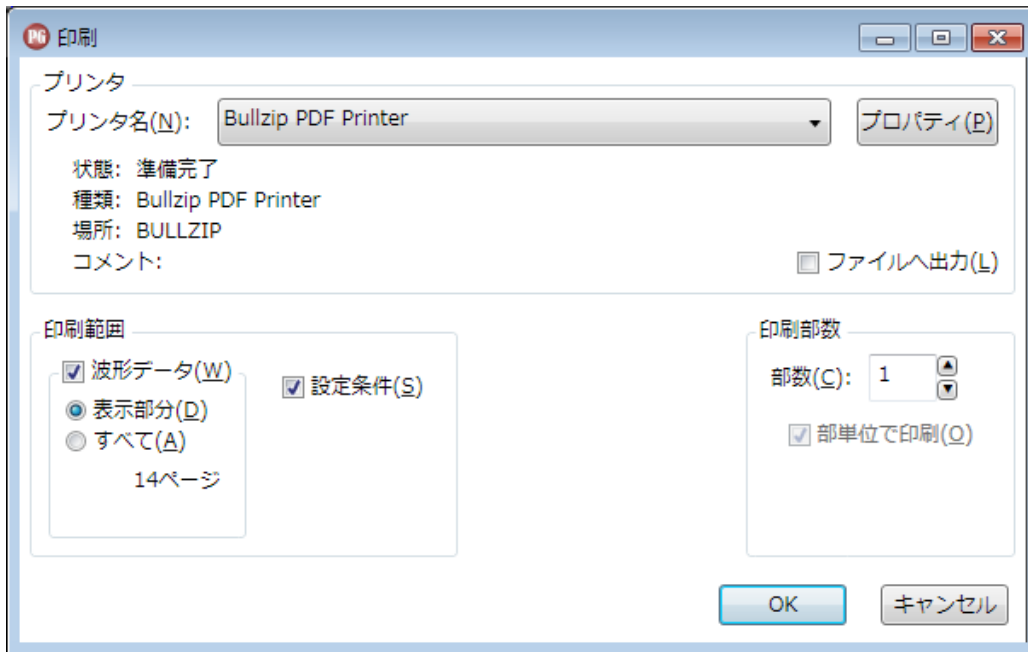 PG 印刷
プリンタ
プリンタ名(N): Bullzip PDF Printer プロパティ(P)
状態: 準備完了
種類: Bullzip PDF Printer
場所: BULLZIP
コメント: ファイルへ出力(L)
印刷範囲 印刷部数
波形データ(W) 設定条件(S) 部数(C): 1
表示部分(D)
すべて(A) 部単位で印刷(O)
14ページ
OK キャンセル